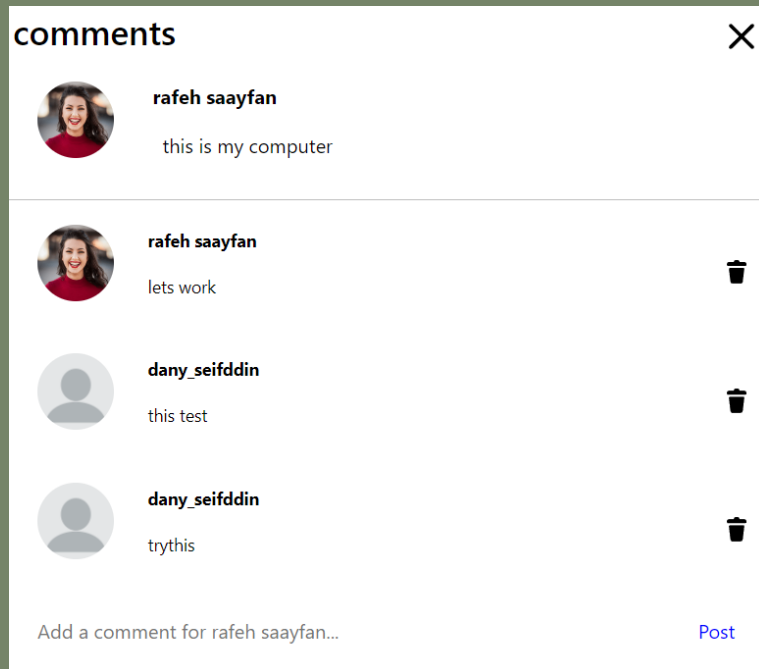 comments
rafeh saayfan
this is my computer
rafeh saayfan
lets work
dany_seifddin
this test
dany_seifddin
trythis
Add a comment for rafeh saayfan...
Post